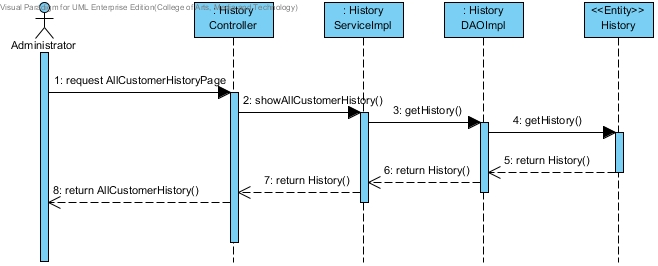 Visual Paradigm for UML Enterprise Edition(College of Arts, Media and Technology)
: History
Controller
: History
ServiceImpl
: History
DAOImpl
<<Entity>>
History
Administrator
1: request AllCustomerHistoryPage
2: showAllCustomerHistory()
3: getHistory()
4: getHistory()
5: return History()
6: return History()
7: return History()
8: return AllCustomerHistory()